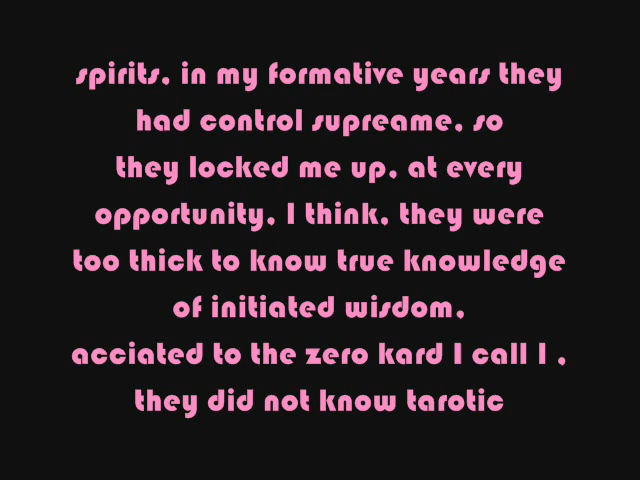 spirits, in my formative years they
had control supreame, so
they locked me up, at every
opportunity, I think, they were
too thick to know true knowledge
of initiated wisdom,
acciated to the zero kard I call I ,
they did not know tarotic